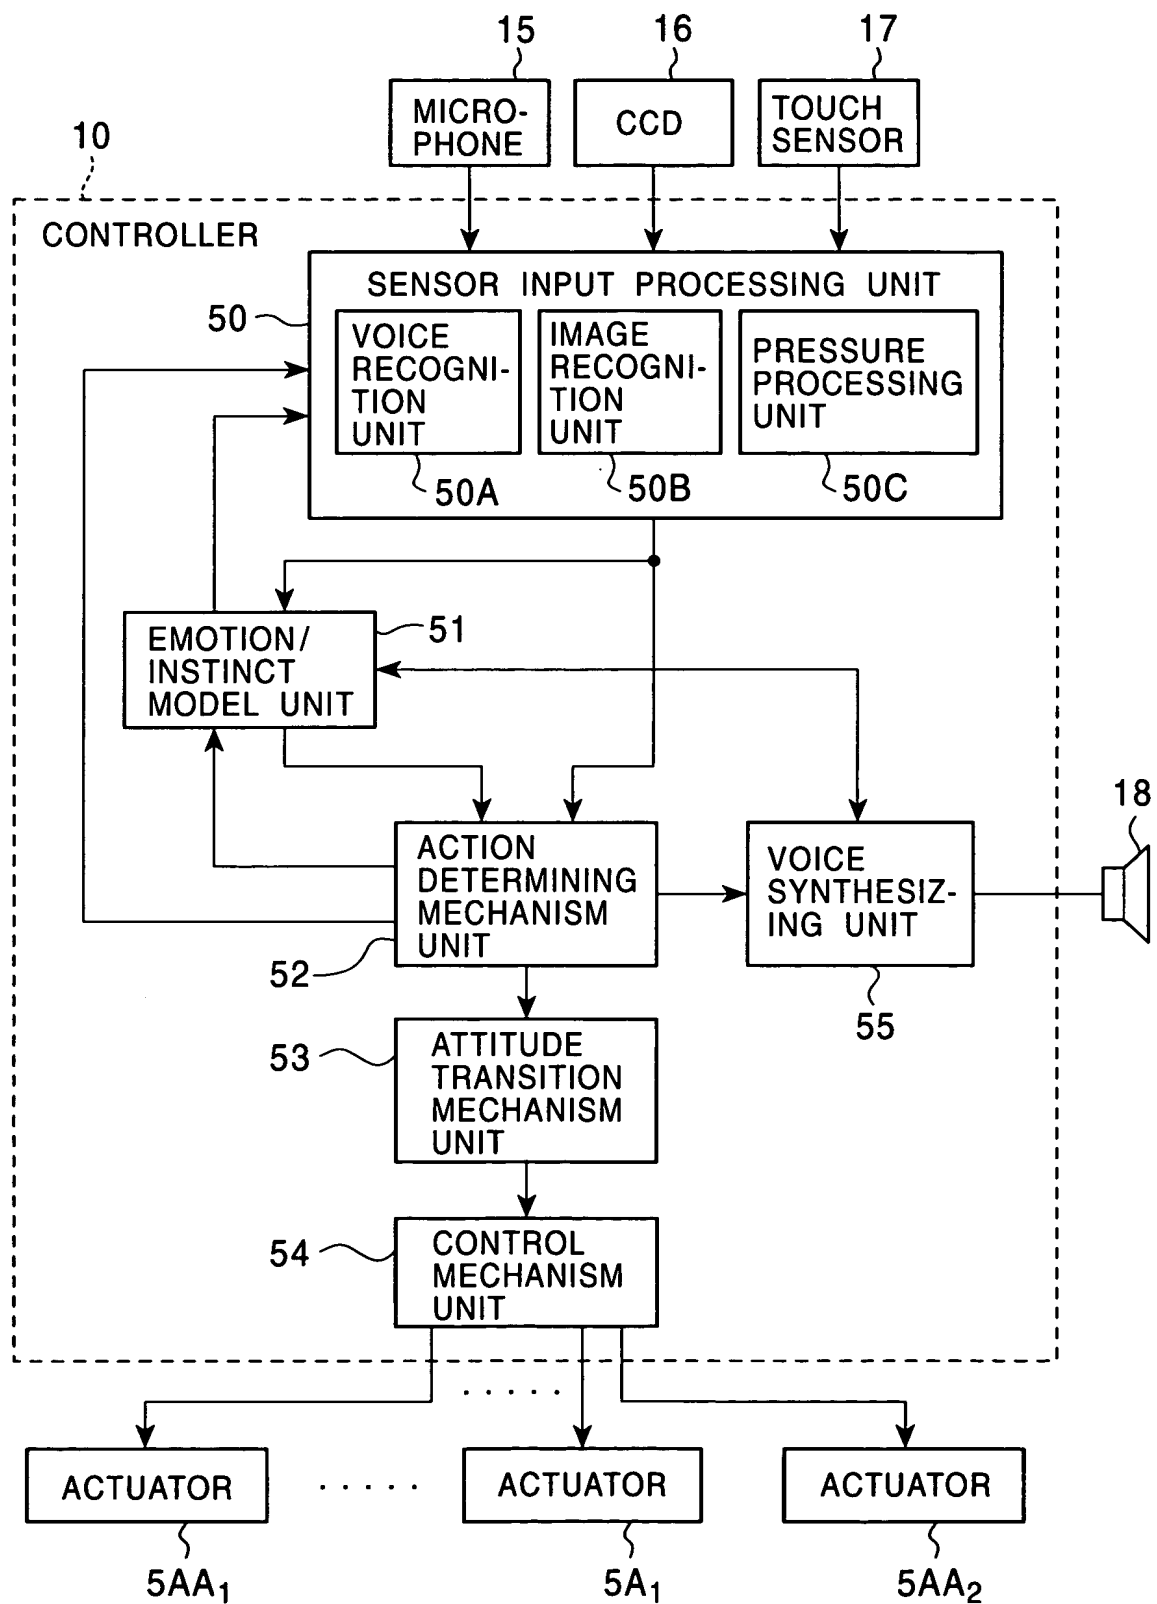 15
16
17
MICRO-
PHONE
CCD
TOUCH
SENSOR
10
CONTROLLER
SENSOR INPUT PROCESSING UNIT
50
VOICE
RECOGNI-
TION
UNIT
IMAGE
RECOGNI-
TION
UNIT
PRESSURE
PROCESSING
UNIT
50A
50B
50C
51
EMOTION/
INSTINCT
MODEL UNIT
18
ACTION
DETERMINING
MECHANISM
UNIT
VOICE
SYNTHESIZ-
ING UNIT
52
55
53
ATTITUDE
TRANSITION
MECHANISM
UNIT
54
CONTROL
MECHANISM
UNIT
. . . . .
ACTUATOR
. . . . .
ACTUATOR
ACTUATOR
5AA₁
5A₁
5AA₂